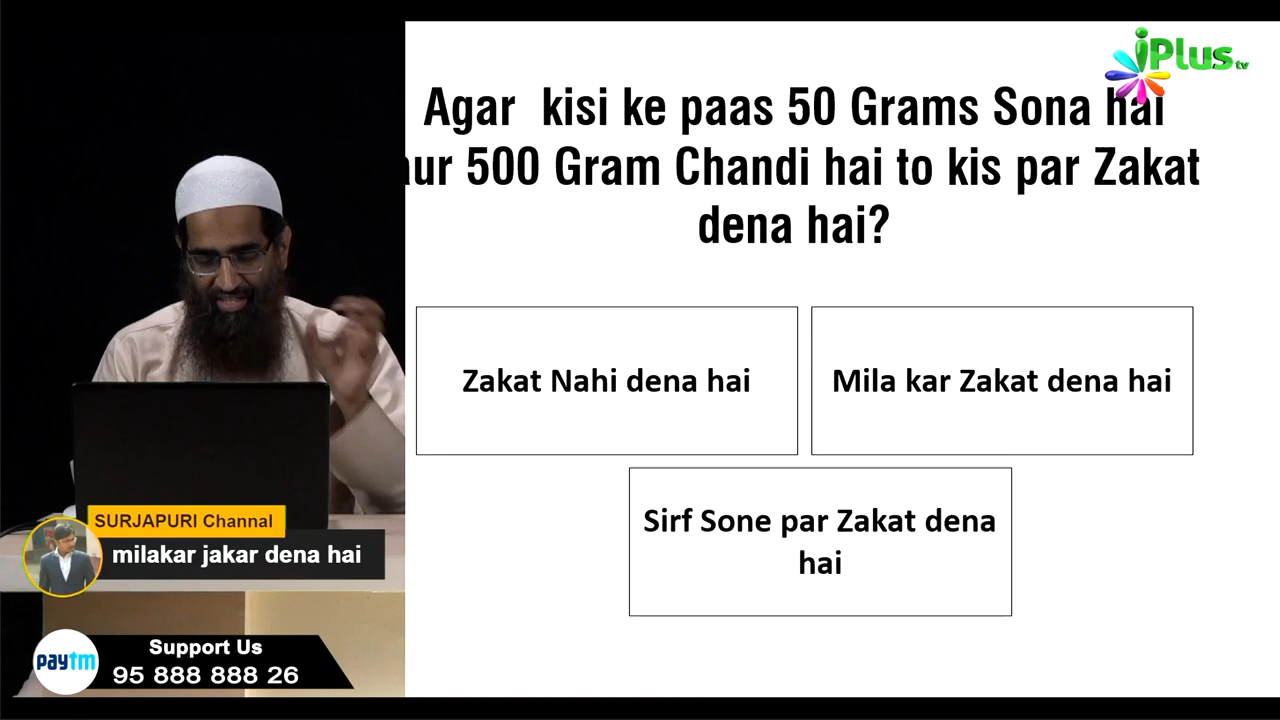 iPlus tv
Agar kisi ke paas 50 Grams Sona hai
aur 500 Gram Chandi hai to kis par Zakat
dena hai?
Zakat Nahi dena hai
Mila kar Zakat dena hai
Sirf Sone par Zakat dena
hai
SURJAPURI Channal
milakar jakar dena hai
Support Us
paytm
95 888 888 26